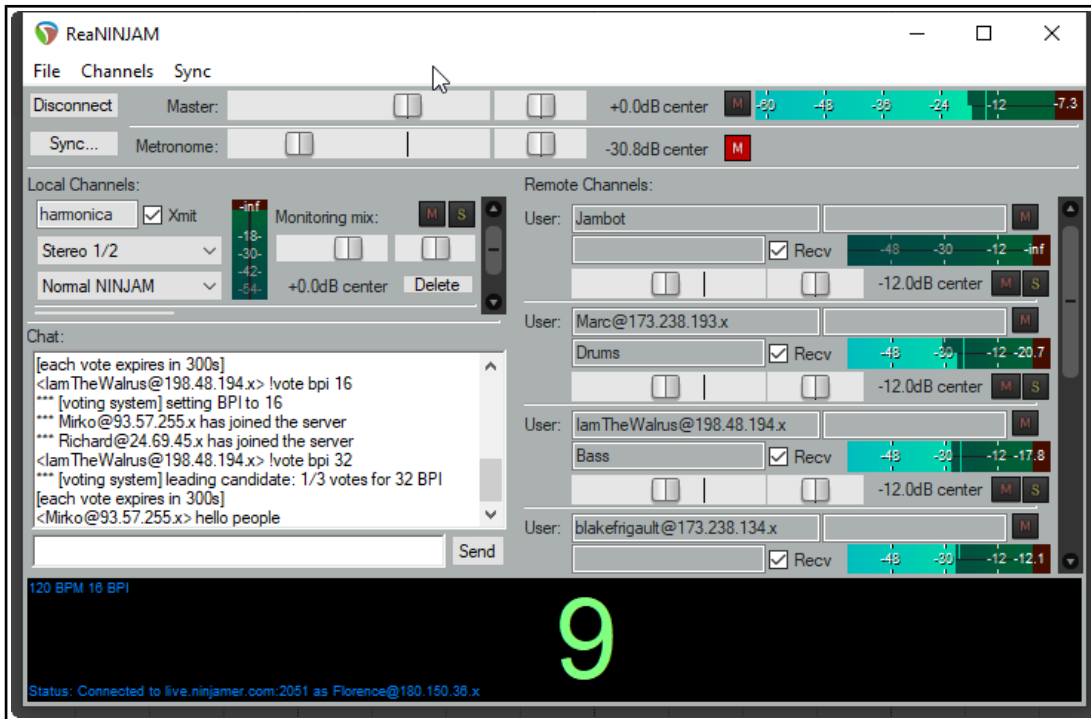 ReaNINJAM
File Channels Sync
Disconnect Master: +0.0dB center M -60 -48 -36 -24 -12 -7.3
Sync... Metronome: -30.8dB center M
Local Channels:
harmonica Xmit
Stereo 1/2
Normal NINJAM
-inf
-18-
-30-
-42-
-54-
Monitoring mix: M S
+0.0dB center Delete
Chat:
[each vote expires in 300s]
<IamTheWalrus@198.48.194.x> !vote bpi 16
*** [voting system] setting BPI to 16
*** Mirko@93.57.255.x has joined the server
*** Richard@24.69.45.x has joined the server
<IamTheWalrus@198.48.194.x> !vote bpi 32
*** [voting system] leading candidate: 1/3 votes for 32 BPI
[each vote expires in 300s]
<Mirko@93.57.255.x> hello people
Send
Remote Channels:
User: Jambot M
Recv -48 -30 -12 -inf
-12.0dB center M S
User: Marc@173.238.193.x M
Drums Recv -48 -30 -12 -20.7
-12.0dB center M S
User: IamTheWalrus@198.48.194.x M
Bass Recv -48 -30 -12 -17.8
-12.0dB center M S
User: blakefrigault@173.238.134.x M
Recv -48 -30 -12 -12.1
120 BPM 16 BPI
9
Status: Connected to live.ninjamer.com:2051 as Florence@180.150.36.x